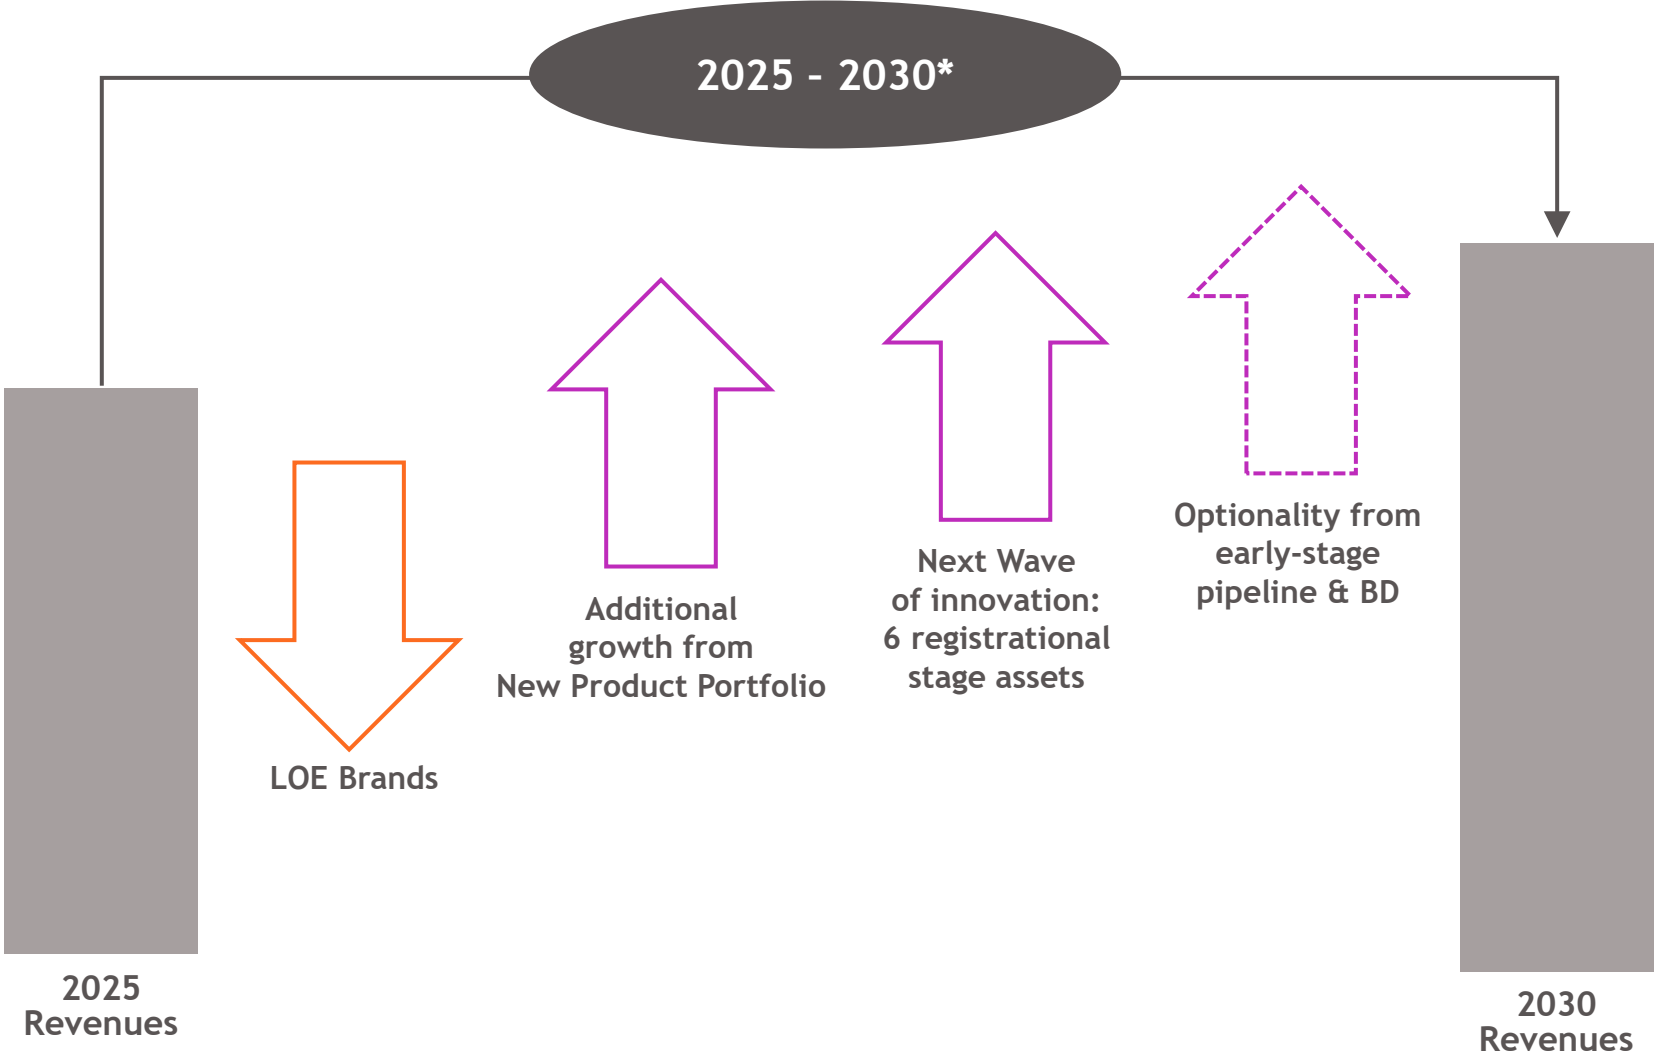 2025 - 2030*
LOE Brands
Additional
growth from
New Product Portfolio
Next Wave
of innovation:
6 registrational
stage assets
Optionality from
early-stage
pipeline & BD
2025
Revenues
2030
Revenues